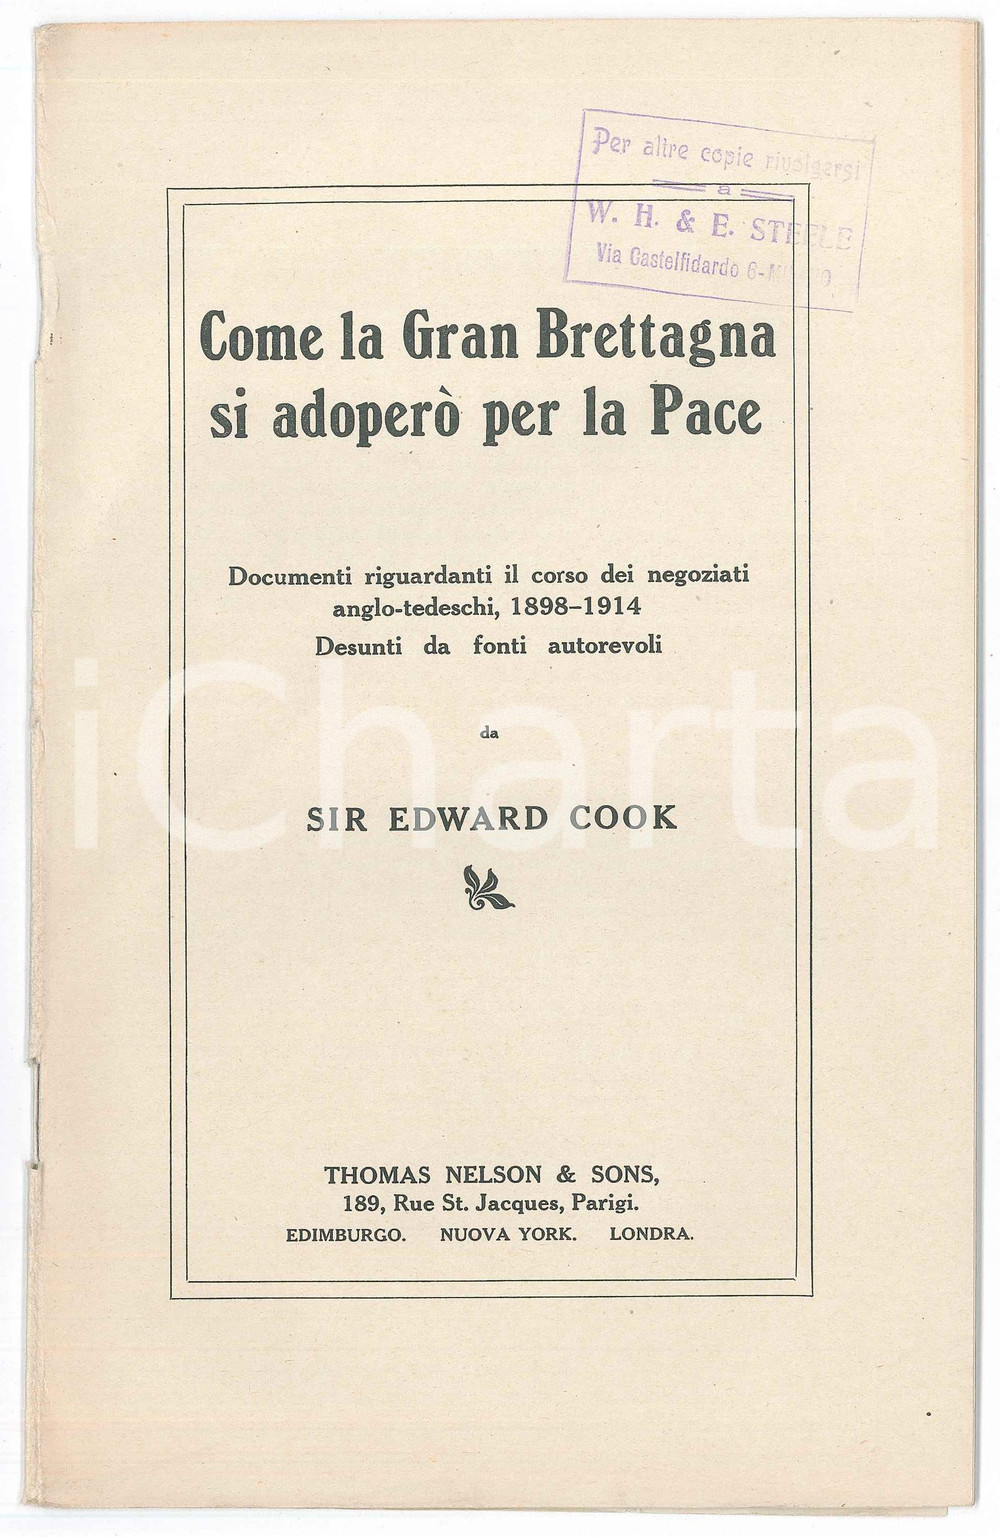 Per altre copie rivolgersi
a
W. H. & E. STEELE
Via Castelfidardo 6-
Come la Gran Brettagna
si adoperò per la Pace
Documenti riguardanti il corso dei negoziati
anglo-tedeschi, 1898–1914
Desunti da fonti autorevoli
iCharta
da
SIR EDWARD COOK
THOMAS NELSON & SONS,
189, Rue St. Jacques, Parigi.
EDIMBURGO. NUOVA YORK. LONDRA.